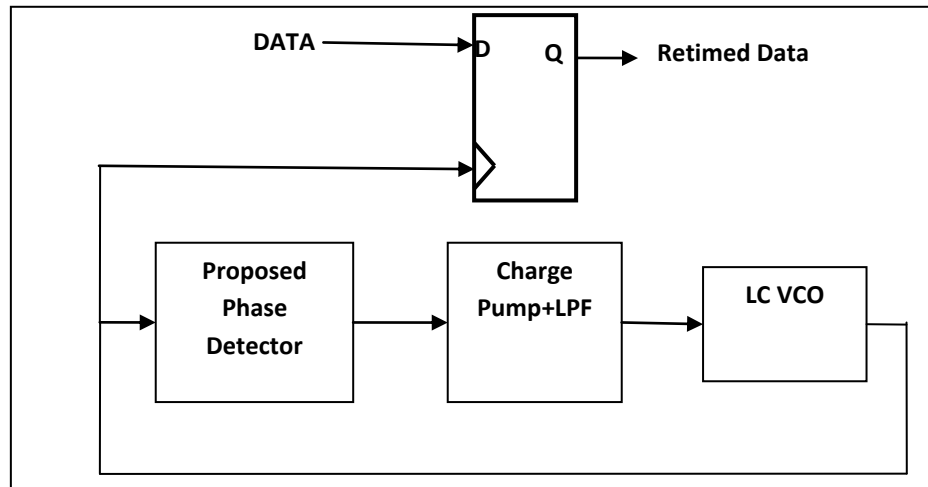 DATA
D
Q
Retimed Data
Proposed
Phase
Detector
Charge
Pump+LPF
LC VCO